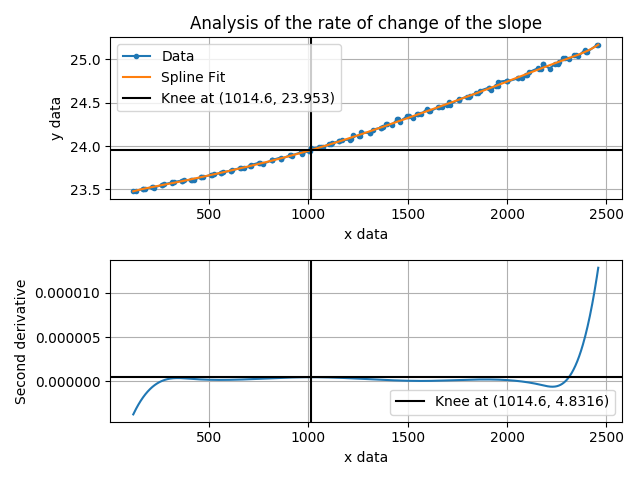 Analysis of the rate of change of the slope
Data
Spline Fit
Knee at (1014.6, 23.953)
y data
25.0
24.5
24.0
23.5
500
1000
1500
2000
2500
x data
Second derivative
0.000010
0.000005
0.000000
Knee at (1014.6, 4.8316)
500
1000
1500
2000
2500
x data